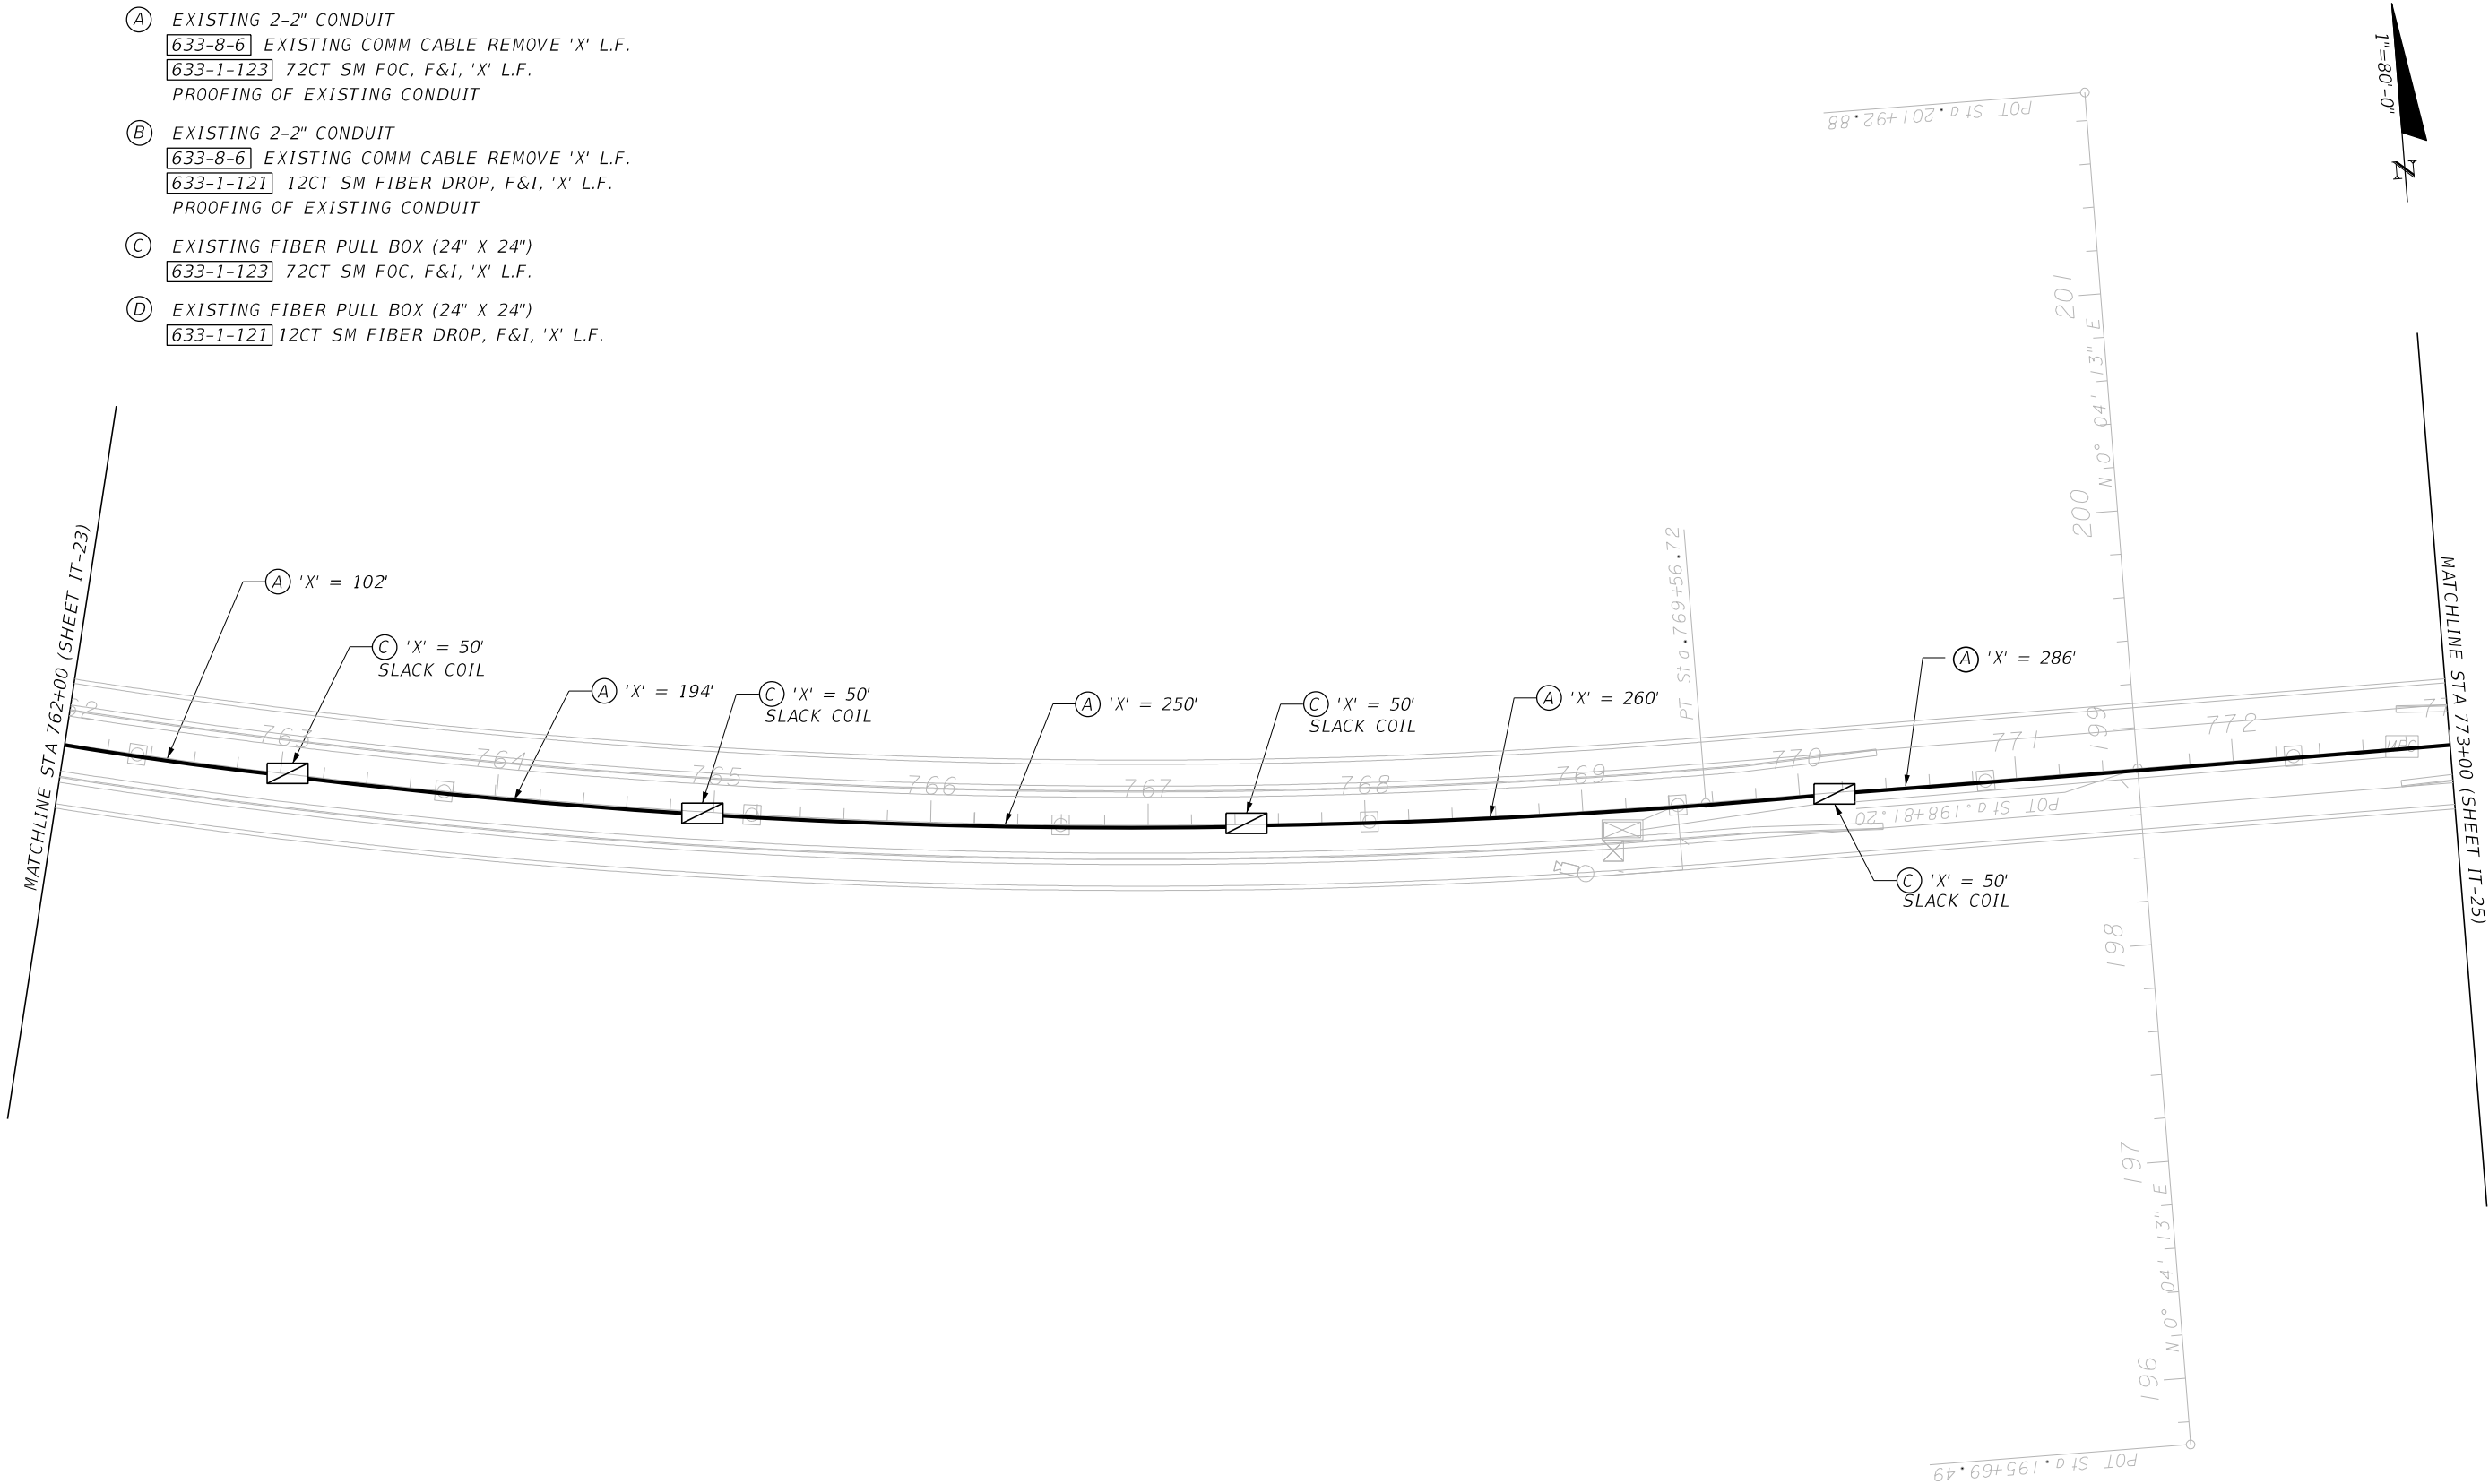 A EXISTING 2-2" CONDUIT
633-8-6 EXISTING COMM CABLE REMOVE 'X' L.F.
633-1-123 72CT SM FOC, F&I, 'X' L.F.
PROOFING OF EXISTING CONDUIT
B EXISTING 2-2" CONDUIT
633-8-6 EXISTING COMM CABLE REMOVE 'X' L.F.
633-1-121 12CT SM FIBER DROP, F&I, 'X' L.F.
PROOFING OF EXISTING CONDUIT
C EXISTING FIBER PULL BOX (24" X 24")
633-1-123 72CT SM FOC, F&I, 'X' L.F.
D EXISTING FIBER PULL BOX (24" X 24")
633-1-121 12CT SM FIBER DROP, F&I, 'X' L.F.
1"=80'-0"
N
POT Sta.201+92.88
201
N 0° 04' 13" E
200
MATCHLINE STA 762+00 (SHEET IT-23)
A 'X' = 102'
C 'X' = 50'
SLACK COIL
A 'X' = 194'
C 'X' = 50'
SLACK COIL
A 'X' = 250'
C 'X' = 50'
SLACK COIL
A 'X' = 260'
PT Sta.769+56.72
A 'X' = 286'
MATCHLINE STA 773+00 (SHEET IT-25)
763
764
765
766
767
768
769
770
771
772
199
POT Sta.198+81.20
C 'X' = 50'
SLACK COIL
198
197
N 0° 04' 13" E
196
POT Sta.195+69.49